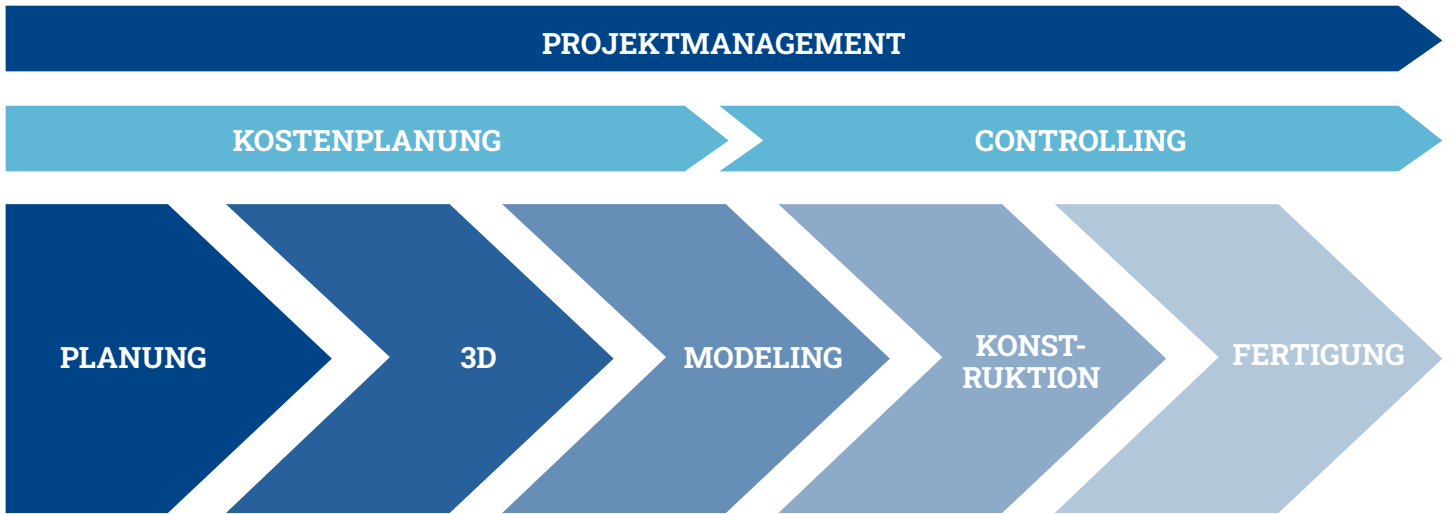 PROJEKTMANAGEMENT
KOSTENPLANUNG
CONTROLLING
PLANUNG
3D
MODELING
KONST-
RUKTION
FERTIGUNG